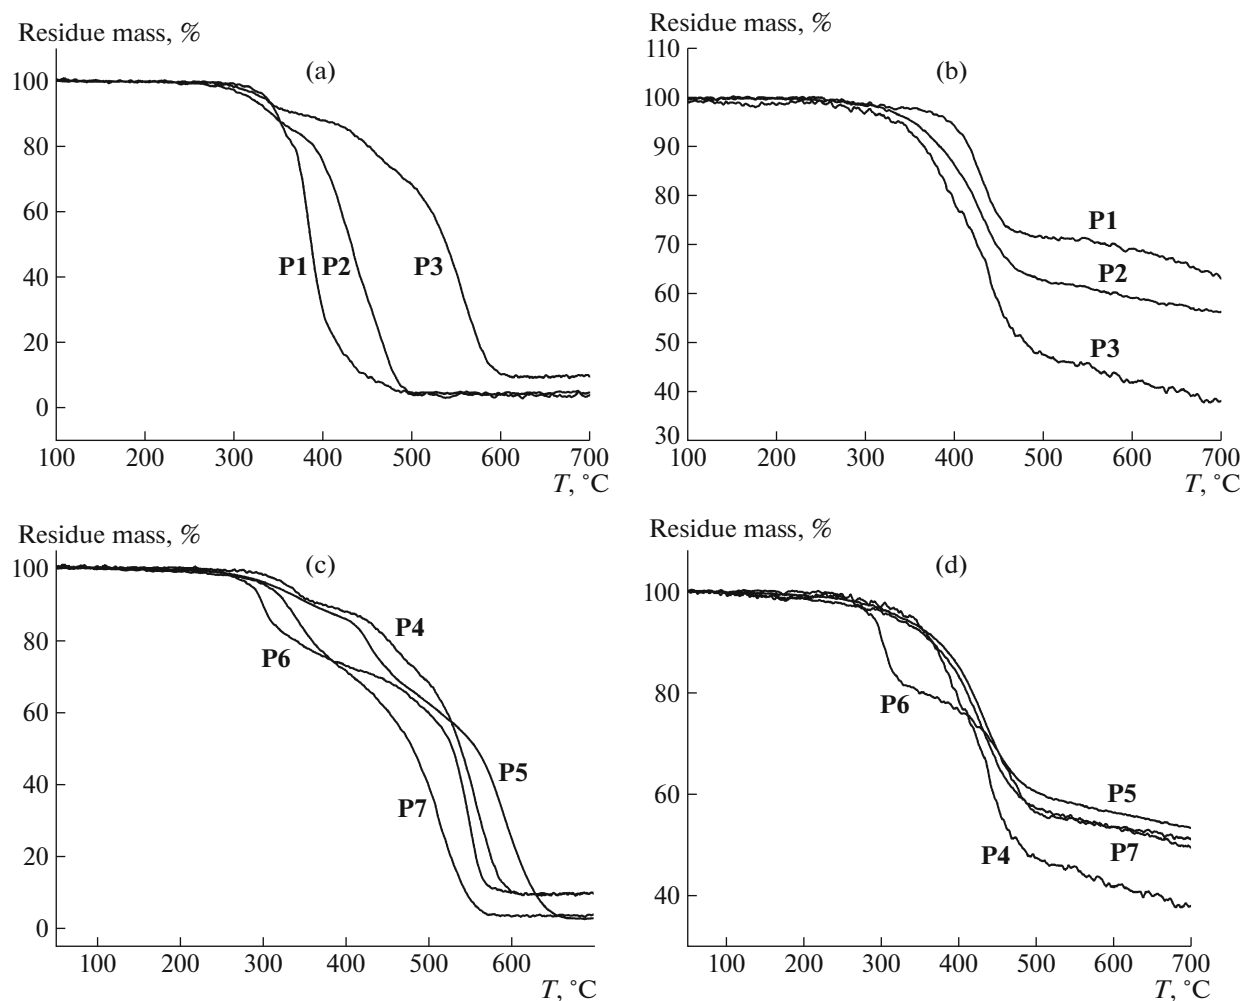 Residue mass, %
(a)
100
80
60
40
20
0
P1
P2
P3
100 200 300 400 500 600 700
T, °C
Residue mass, %
(b)
110
100
90
80
70
60
50
40
30
P1
P2
P3
100 200 300 400 500 600 700
T, °C
Residue mass, %
(c)
100
80
60
40
20
0
P4
P6
P5
P7
100 200 300 400 500 600
T, °C
Residue mass, %
(d)
100
80
60
40
P6
P5
P4
P7
100 200 300 400 500 600 700
T, °C